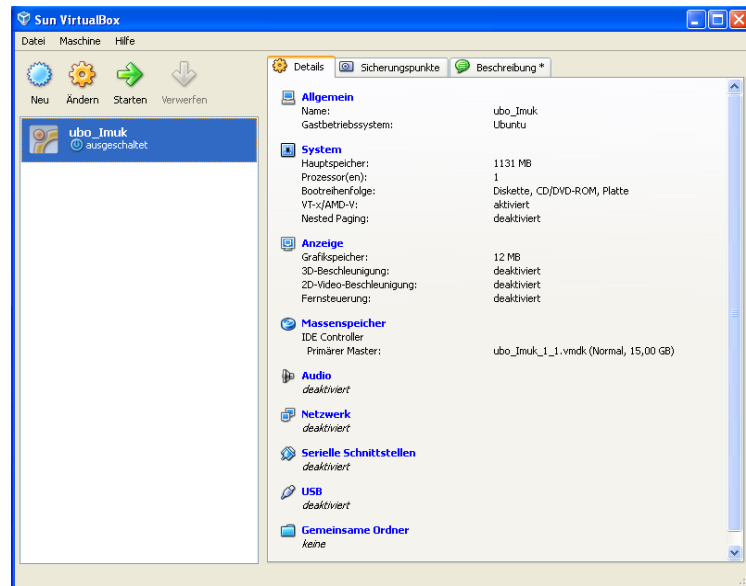 Sun VirtualBox
Datei Maschine Hilfe
Neu Ändern Starten Verwerfen
ubo_Imuk
ausgeschaltet
Details Sicherungspunkte Beschreibung *
Allgemein
Name: ubo_Imuk
Gastbetriebssystem: Ubuntu
System
Hauptspeicher: 1131 MB
Prozessor(en): 1
Bootreihenfolge: Diskette, CD/DVD-ROM, Platte
VT-x/AMD-V: aktiviert
Nested Paging: deaktiviert
Anzeige
Grafikspeicher: 12 MB
3D-Beschleunigung: deaktiviert
2D-Video-Beschleunigung: deaktiviert
Fernsteuerung: deaktiviert
Massenspeicher
IDE Controller
Primärer Master: ubo_Imuk_1_1.vmdk (Normal, 15,00 GB)
Audio
deaktiviert
Netzwerk
deaktiviert
Serielle Schnittstellen
deaktiviert
USB
deaktiviert
Gemeinsame Ordner
keine